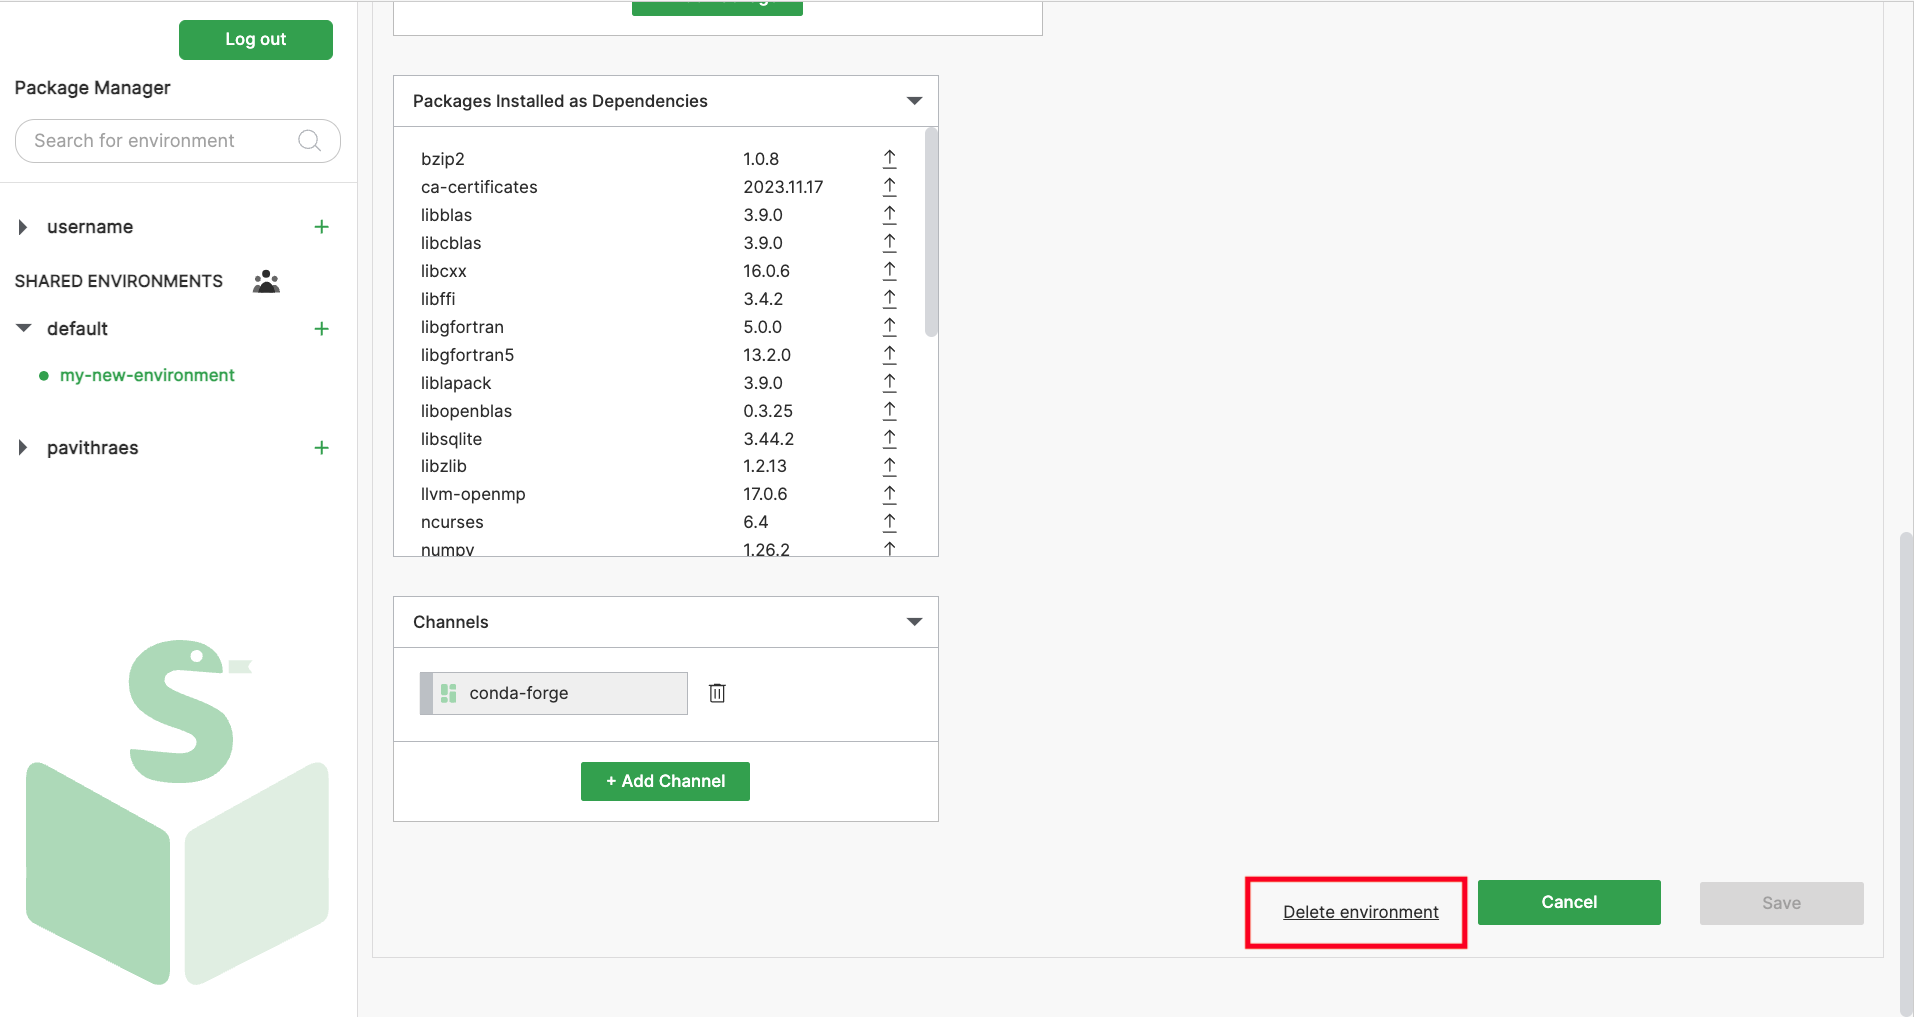 Log out
Package Manager
Search for environment
username +
SHARED ENVIRONMENTS
default +
my-new-environment
pavithraes +
Packages Installed as Dependencies
bzip2 1.0.8
ca-certificates 2023.11.17
libblas 3.9.0
libcblas 3.9.0
libcxx 16.0.6
libffi 3.4.2
libgfortran 5.0.0
libgfortran5 13.2.0
liblapack 3.9.0
libopenblas 0.3.25
libsqlite 3.44.2
libzlib 1.2.13
llvm-openmp 17.0.6
ncurses 6.4
numpy 1.26.2
Channels
conda-forge
+ Add Channel
Delete environment
Cancel
Save